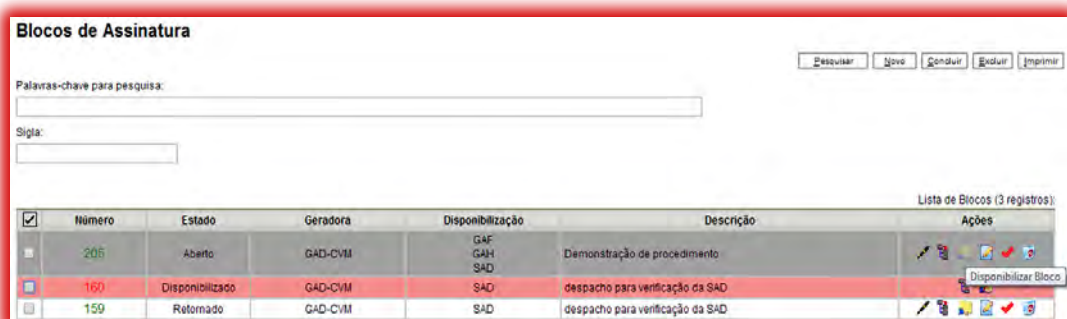 Blocos de Assinatura
Pesquisar Novo Concluir Excluir Imprimir
Palavras-chave para pesquisa:
Sigla:
Lista de Blocos (3 registros):
Número Estado Geradora Disponibilização Descrição Ações
205 Aberto GAD-CVM GAF GAH SAD Demonstração de procedimento
Disponibilizar Bloco
160 Disponibilizado GAD-CVM SAD despacho para verificação da SAD
159 Retornado GAD-CVM SAD despacho para verificação da SAD